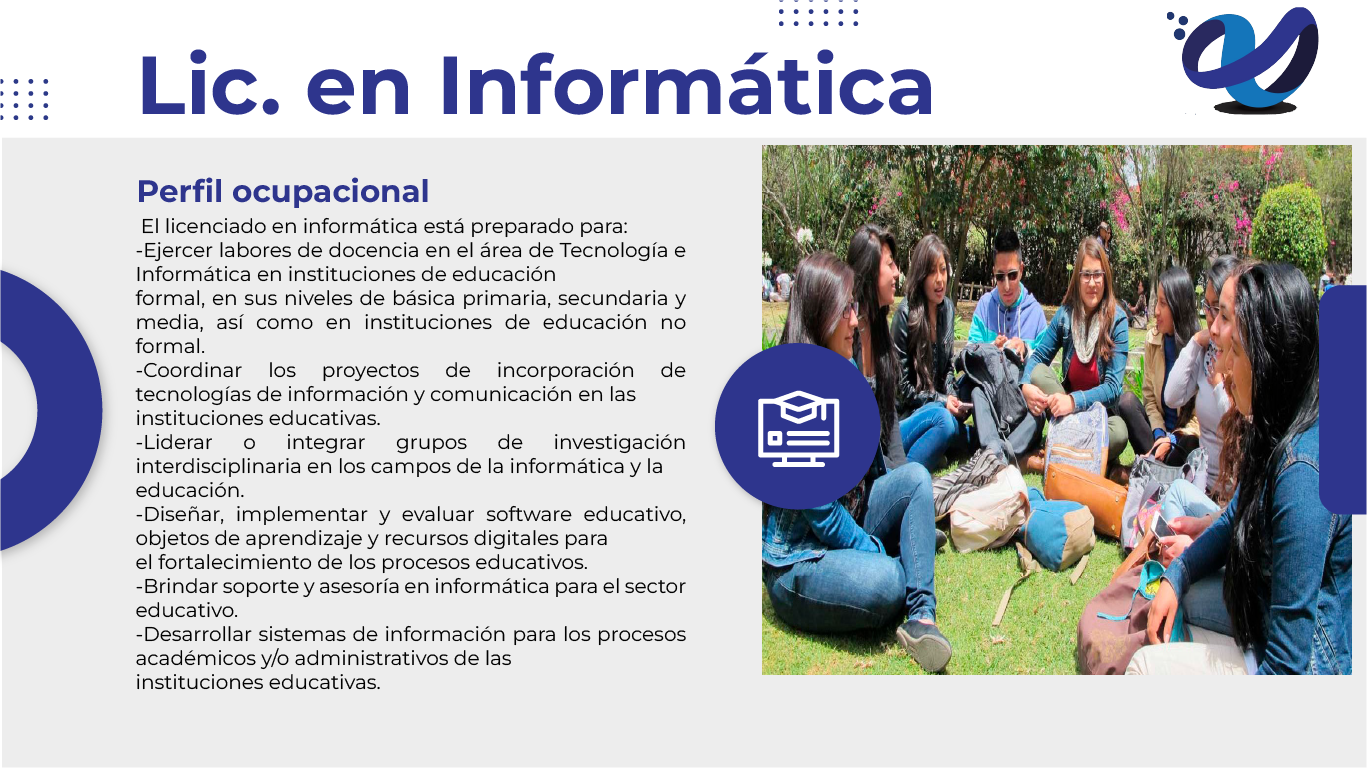 Lic. en Informática
Perfil ocupacional
El licenciado en informática está preparado para:
-Ejercer labores de docencia en el área de Tecnología e
Informática en instituciones de educación
formal, en sus niveles de básica primaria, secundaria y
media, así como en instituciones de educación no
formal.
-Coordinar los proyectos de incorporación de
tecnologías de información y comunicación en las
instituciones educativas.
-Liderar o integrar grupos de investigación
interdisciplinaria en los campos de la informática y la
educación.
-Diseñar, implementar y evaluar software educativo,
objetos de aprendizaje y recursos digitales para
el fortalecimiento de los procesos educativos.
-Brindar soporte y asesoría en informática para el sector
educativo.
-Desarrollar sistemas de información para los procesos
académicos y/o administrativos de las
instituciones educativas.